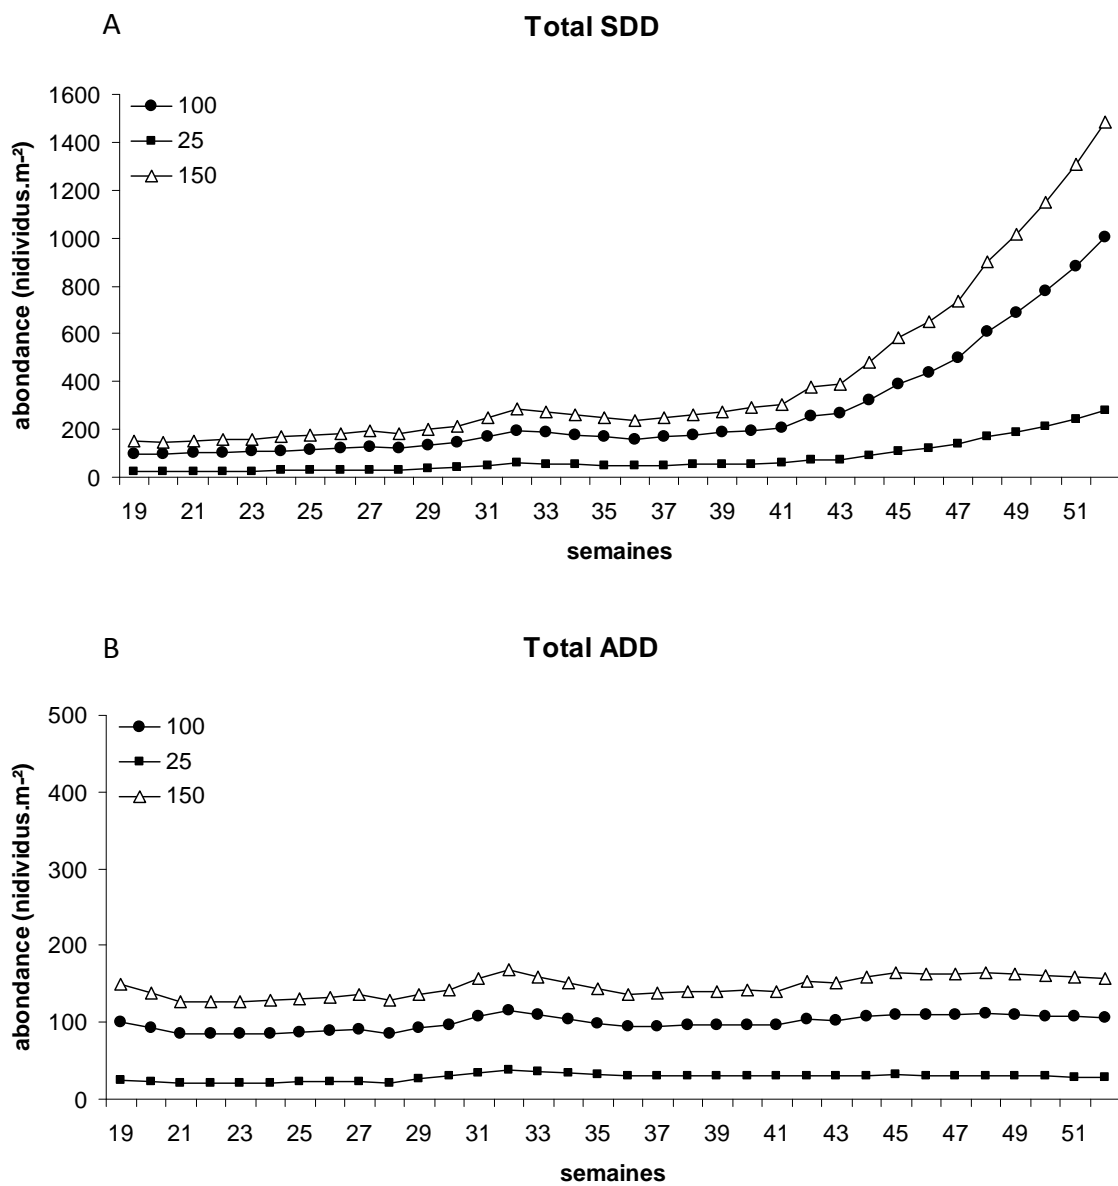 A
Total SDD
1600
1400
1200
1000
800
600
400
200
0
100
25
150
abondance (nidividus.m-²)
19 21 23 25 27 29 31 33 35 37 39 41 43 45 47 49 51
semaines
B
Total ADD
500
400
300
200
100
0
100
25
150
abondance (nidividus.m-²)
19 21 23 25 27 29 31 33 35 37 39 41 43 45 47 49 51
semaines